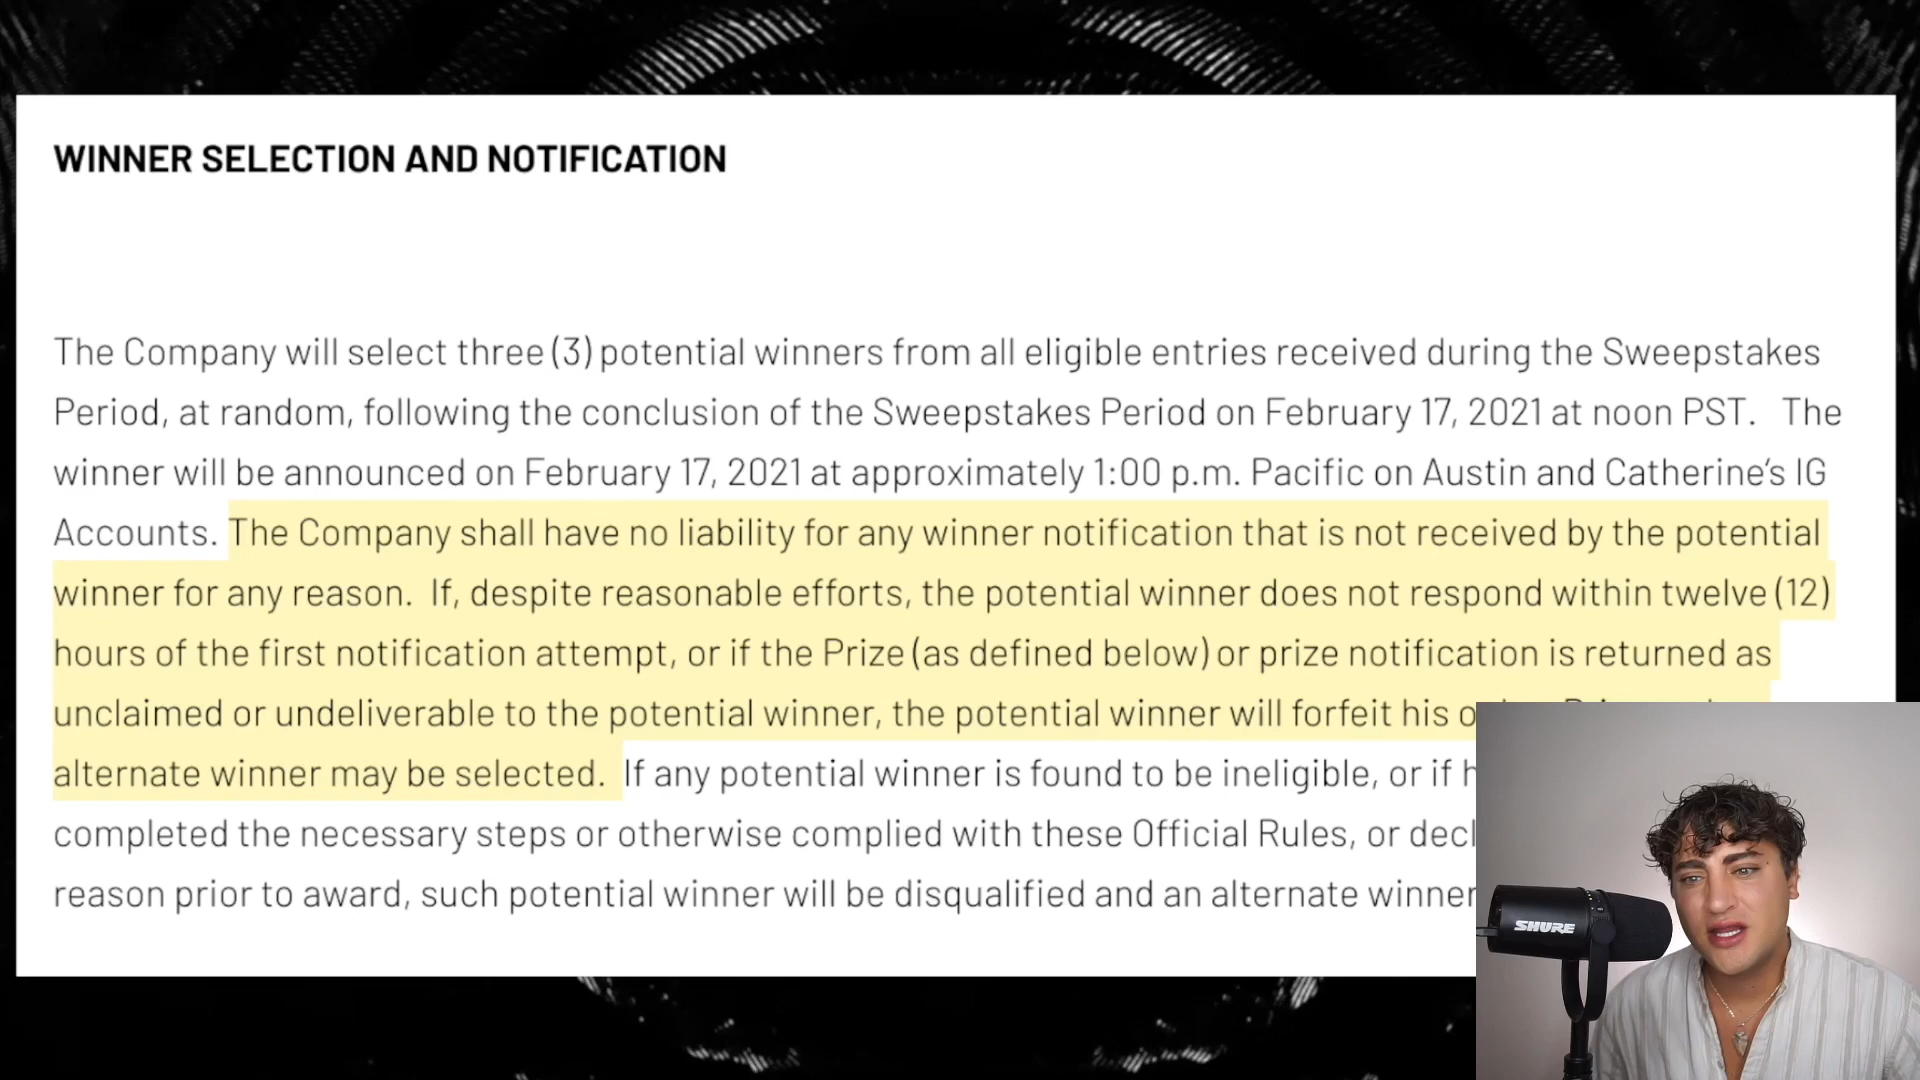 WINNER SELECTION AND NOTIFICATION
The Company will select three (3) potential winners from all eligible entries received during the Sweepstakes
Period, at random, following the conclusion of the Sweepstakes Period on February 17, 2021 at noon PST. The
winner will be announced on February 17, 2021 at approximately 1:00 p.m. Pacific on Austin and Catherine’s IG
Accounts. The Company shall have no liability for any winner notification that is not received by the potential
winner for any reason. If, despite reasonable efforts, the potential winner does not respond within twelve (12)
hours of the first notification attempt, or if the Prize (as defined below) or prize notification is returned as
unclaimed or undeliverable to the potential winner, the potential winner will forfeit his
alternate winner may be selected. If any potential winner is found to be ineligible, or if
completed the necessary steps or otherwise complied with these Official Rules, or
reason prior to award, such potential winner will be disqualified and an alternate winner
SHURE